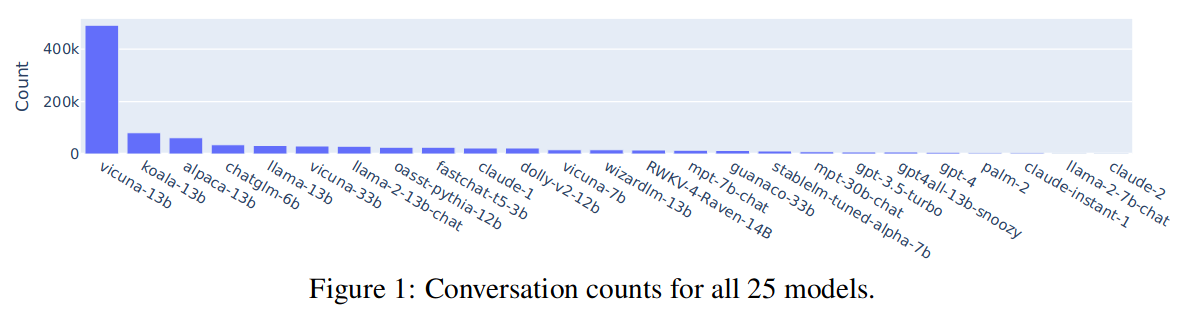 400k
200k
0
Count
vicuna-13b
koala-13b
alpaca-13b
chatglm-6b
llama-13b
vicuna-33b
llama-2-13b-chat
oasst-pythia-12b
fastchat-t5-3b
claude-1
dolly-v2-12b
vicuna-7b
wizardlm-13b
RWKV-4-Raven-14B
mpt-7b-chat
guanaco-33b
stablelm-tuned-alpha-7b
mpt-30b-chat
gpt-3.5-turbo
gpt4all-13b-snoozy
gpt-4
palm-2
claude-instant-1
llama-2-7b-chat
claude-2
Figure 1: Conversation counts for all 25 models.